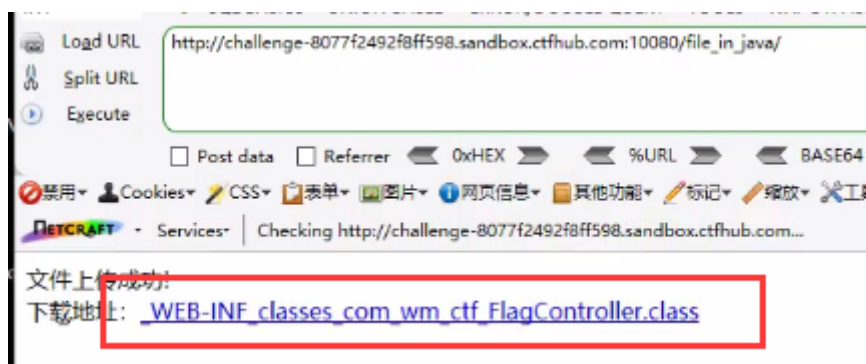 Load URL http://challenge-8077f2492f8ff598.sandbox.ctfhub.com:10080/file_in_java/
Split URL
Execute
Post data Referrer 0xHEX %URL BASE64
禁用 Cookies CSS 表单 图片 网页信息 其他功能 标记 缩放
NETCRAFT Services Checking http://challenge-8077f2492f8ff598.sandbox.ctfhub.com...
文件上传成功!
下载地址: _WEB-INF_classes_com_wm_ctf_FlagController.class